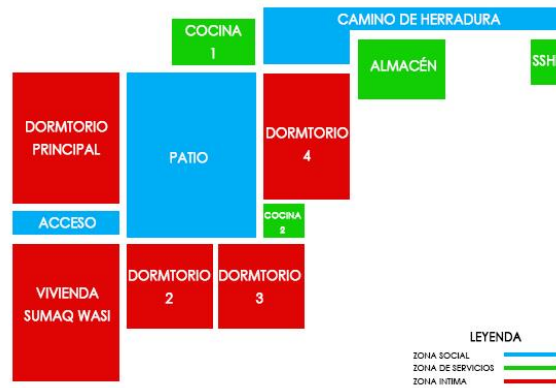 CAMINO DE HERRADURA
COCINA
1
ALMACÉN
SSH
DORMTORIO
PRINCIPAL
PATIO
DORMTORIO
4
ACCESO
COCINA
2
VIVIENDA
SUMAQ WASI
DORMTORIO
2
DORMTORIO
3
LEYENDA
ZONA SOCIAL
ZONA DE SERVICIOS
ZONA INTIMA